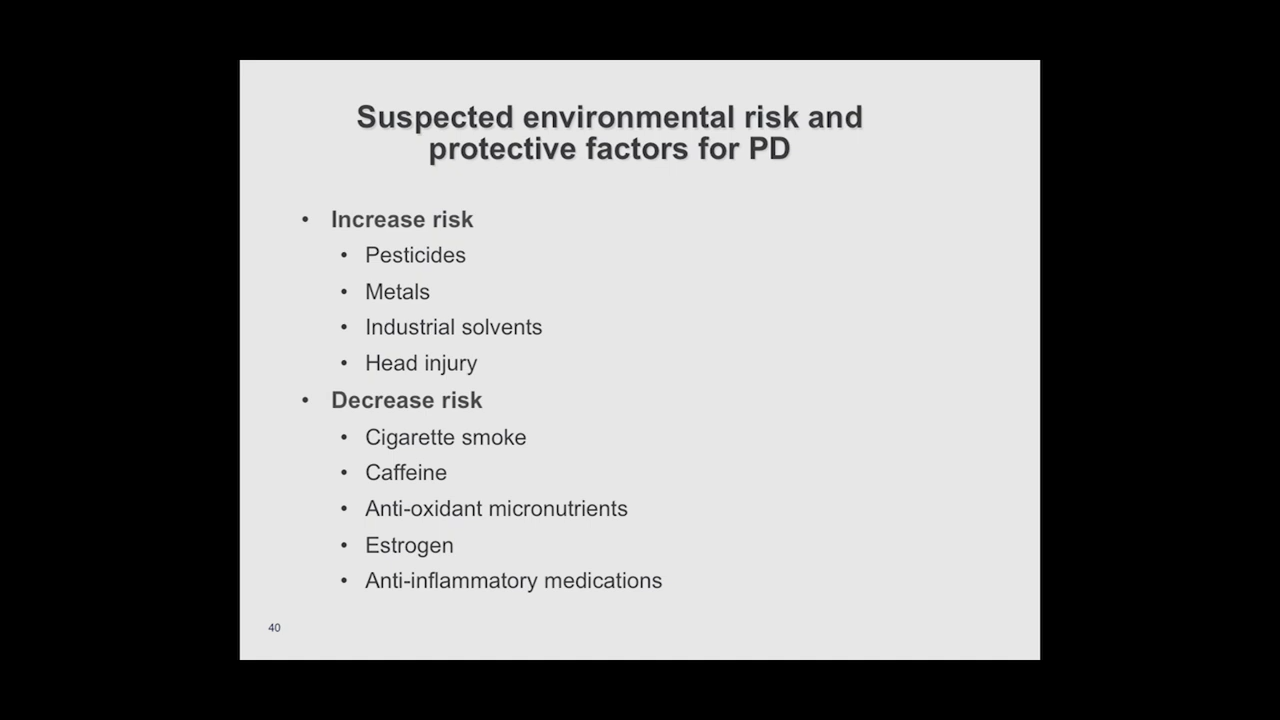 Suspected environmental risk and
protective factors for PD
• Increase risk
• Pesticides
• Metals
• Industrial solvents
• Head injury
• Decrease risk
• Cigarette smoke
• Caffeine
• Anti-oxidant micronutrients
• Estrogen
• Anti-inflammatory medications
40